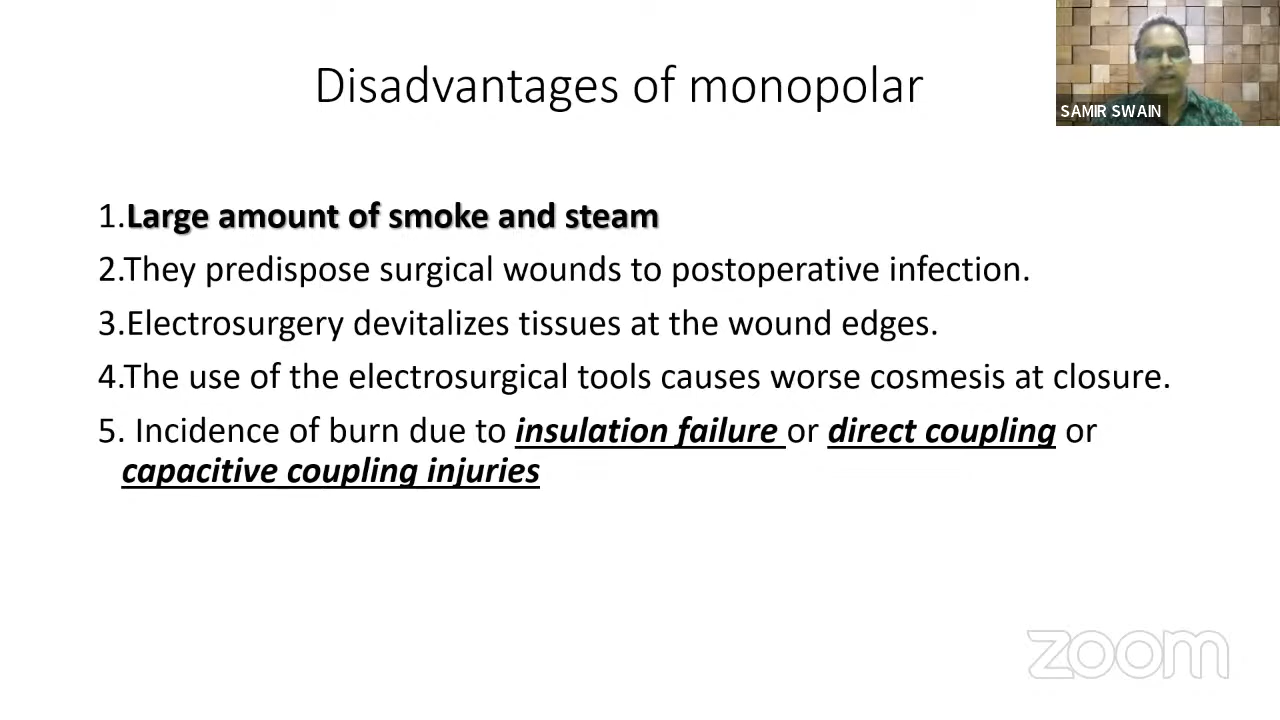 Disadvantages of monopolar
SAMIR SWAIN
1.Large amount of smoke and steam
2.They predispose surgical wounds to postoperative infection.
3.Electrosurgery devitalizes tissues at the wound edges.
4.The use of the electrosurgical tools causes worse cosmesis at closure.
5. Incidence of burn due to insulation failure or direct coupling or
capacitive coupling injuries
zoom